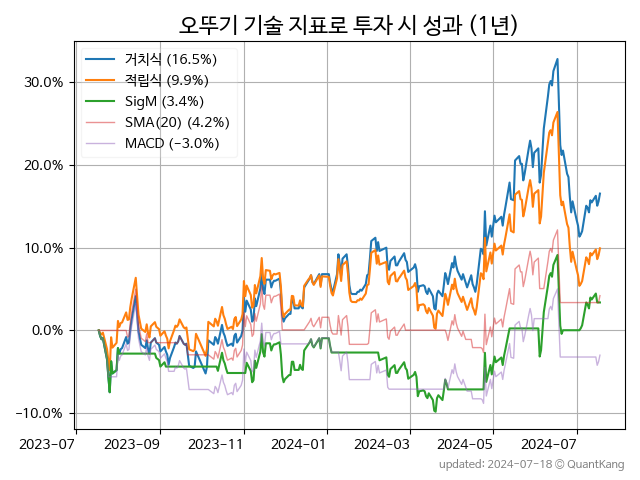 오뚜기 기술 지표로 투자 시 성과 (1년)
거치식 (16.5%)
적립식 (9.9%)
SigM (3.4%)
SMA(20) (4.2%)
MACD (-3.0%)
30.0%
20.0%
10.0%
0.0%
-10.0%
2023-07 2023-09 2023-11 2024-01 2024-03 2024-05 2024-07
updated: 2024-07-18 © QuantKang